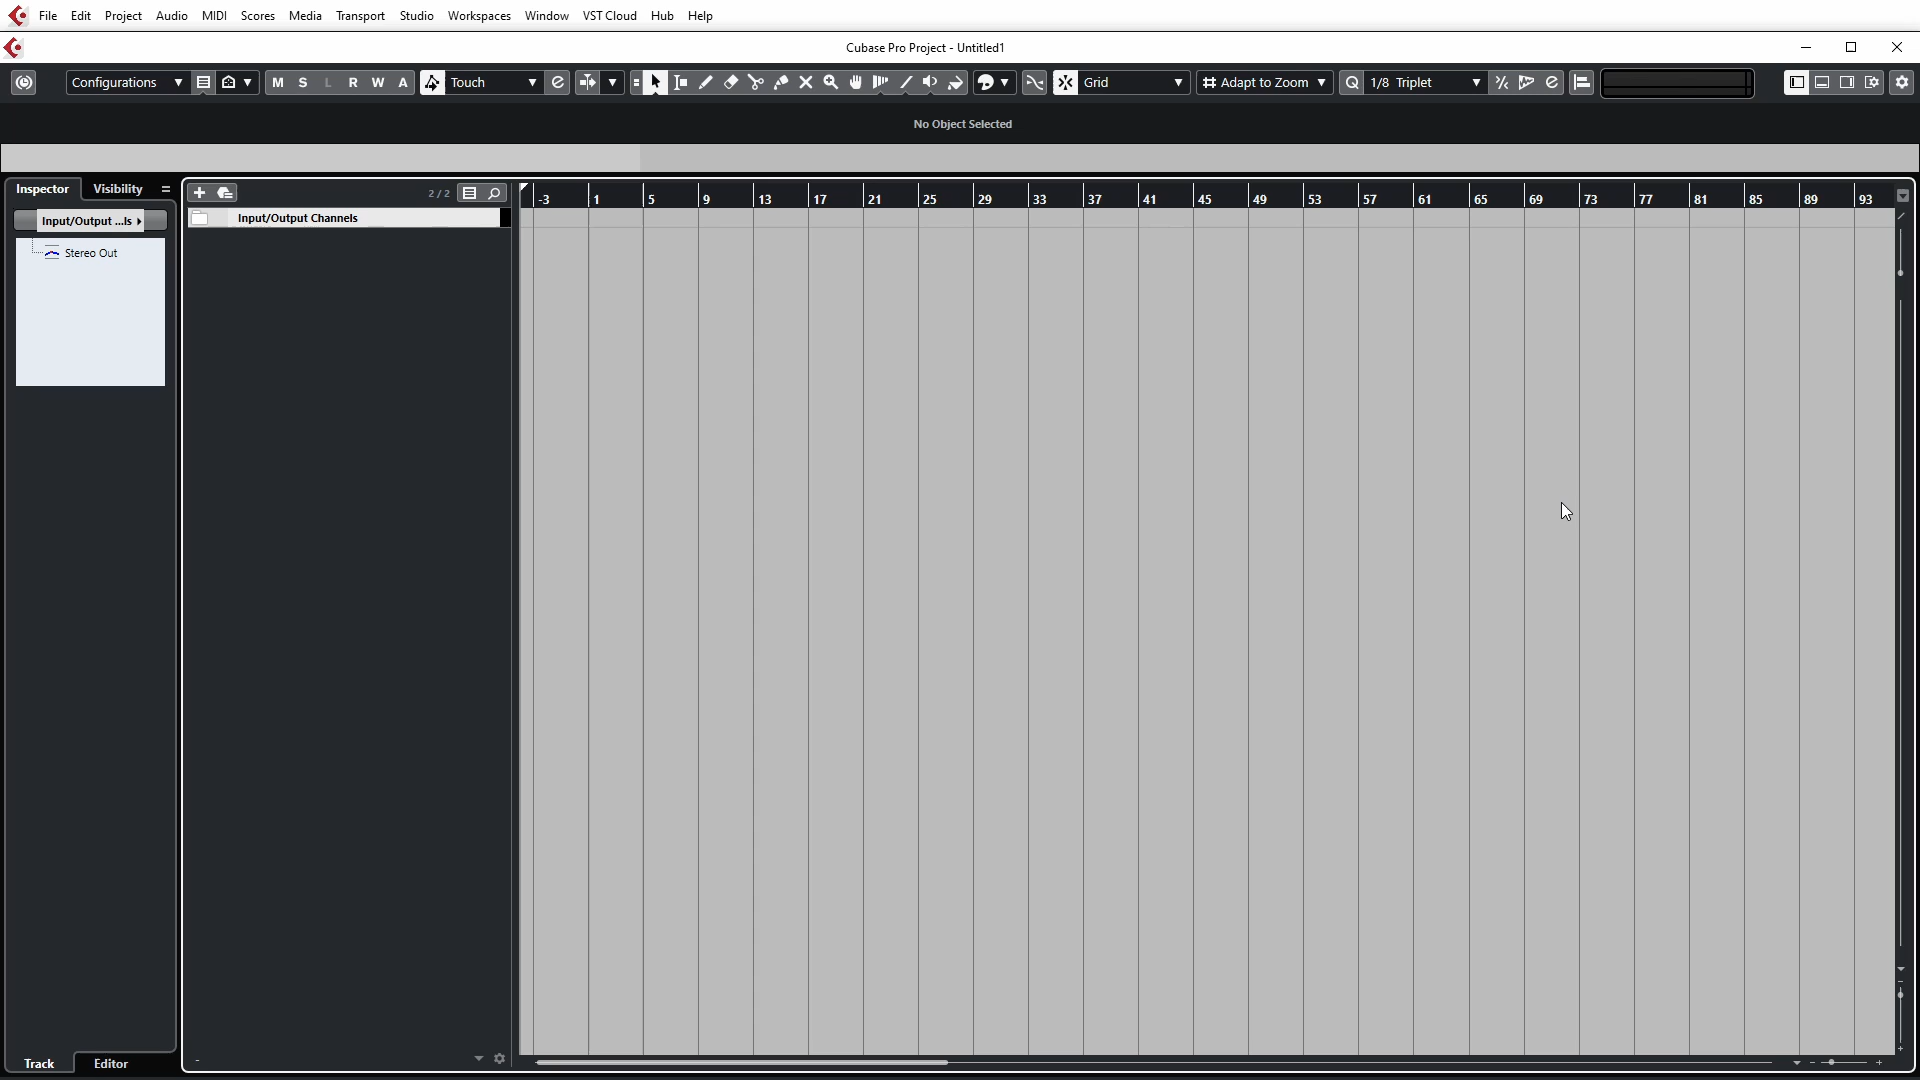 File Edit Project Audio MIDI Scores Media Transport Studio Workspaces Window VST Cloud Hub Help
Cubase Pro Project - Untitled1
Configurations M S L R W A Touch Grid Adapt to Zoom Q 1/8 Triplet
No Object Selected
Inspector Visibility 2 / 2 -3 1 5 9 13 17 21 25 29 33 37 41 45 49 53 57 61 65 69 73 77 81 85 89 93
Input/Output ...ls Input/Output Channels
Stereo Out
Track Editor